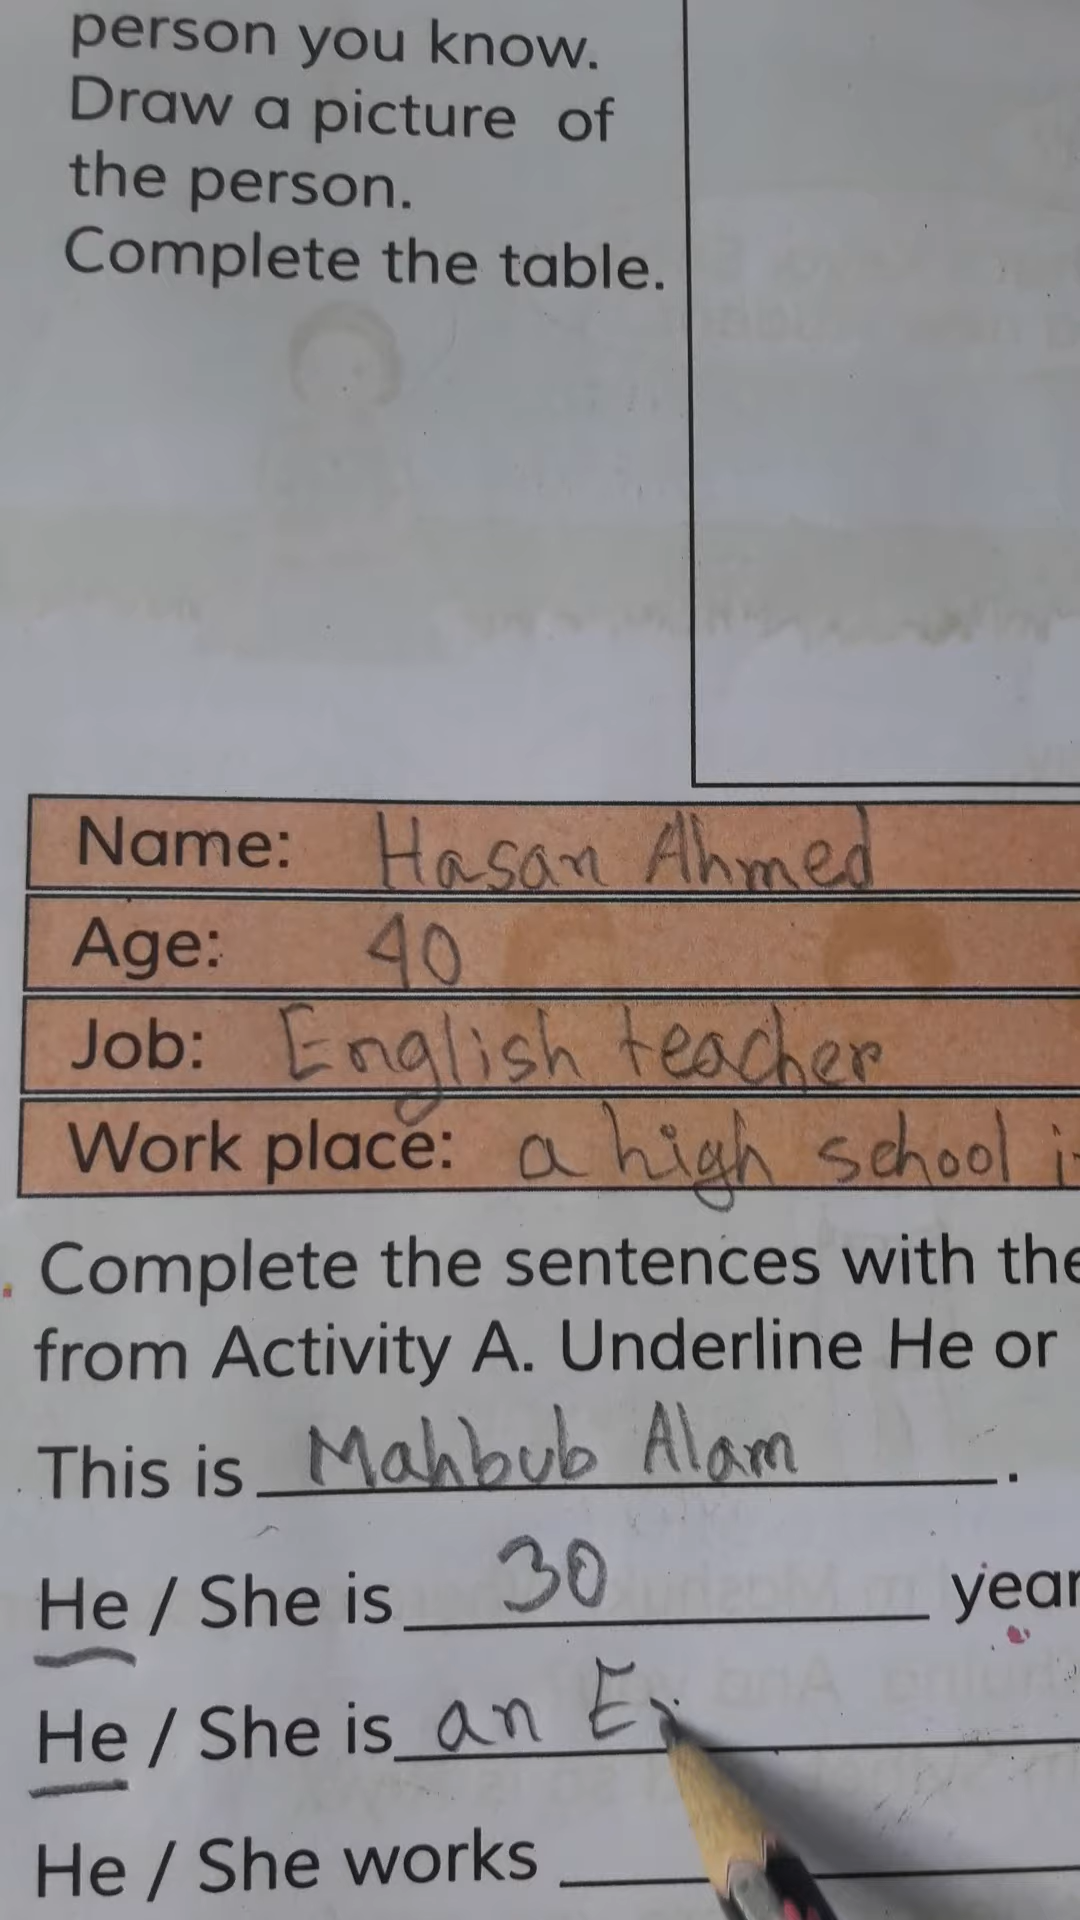 person you know.
Draw a picture of
the person.
Complete the table.
Name: Hasan Ahmed
Age: 40
Job: English teacher
Work place: a high school
Complete the sentences with the
from Activity A. Underline He or
This is Mahbub Alam.
He / She is 30 year
He / She is an E
He / She works